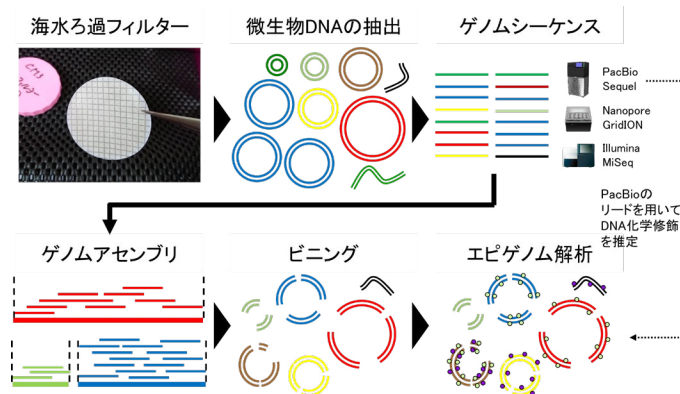 海水ろ過フィルター
微生物DNAの抽出
ゲノムシーケンス
CM3
PacBio
Sequel
Nanopore
GridION
Illumina
MiSeq
PacBioの
リードを用いて
DNA化学修飾
を推定
ゲノムアセンブリ
ビニング
エピゲノム解析